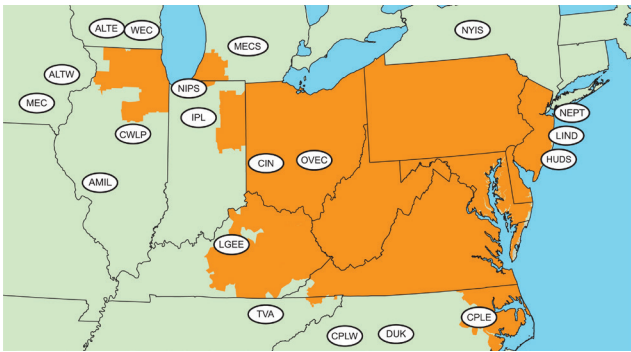 ALTE
WEC
MECS
NYIS
ALTW
NIPS
MEC
IPL
NEPT
CWLP
LIND
CIN
OVEC
HUDS
AMIL
LGEE
TVA
CPLE
CPLW
DUK